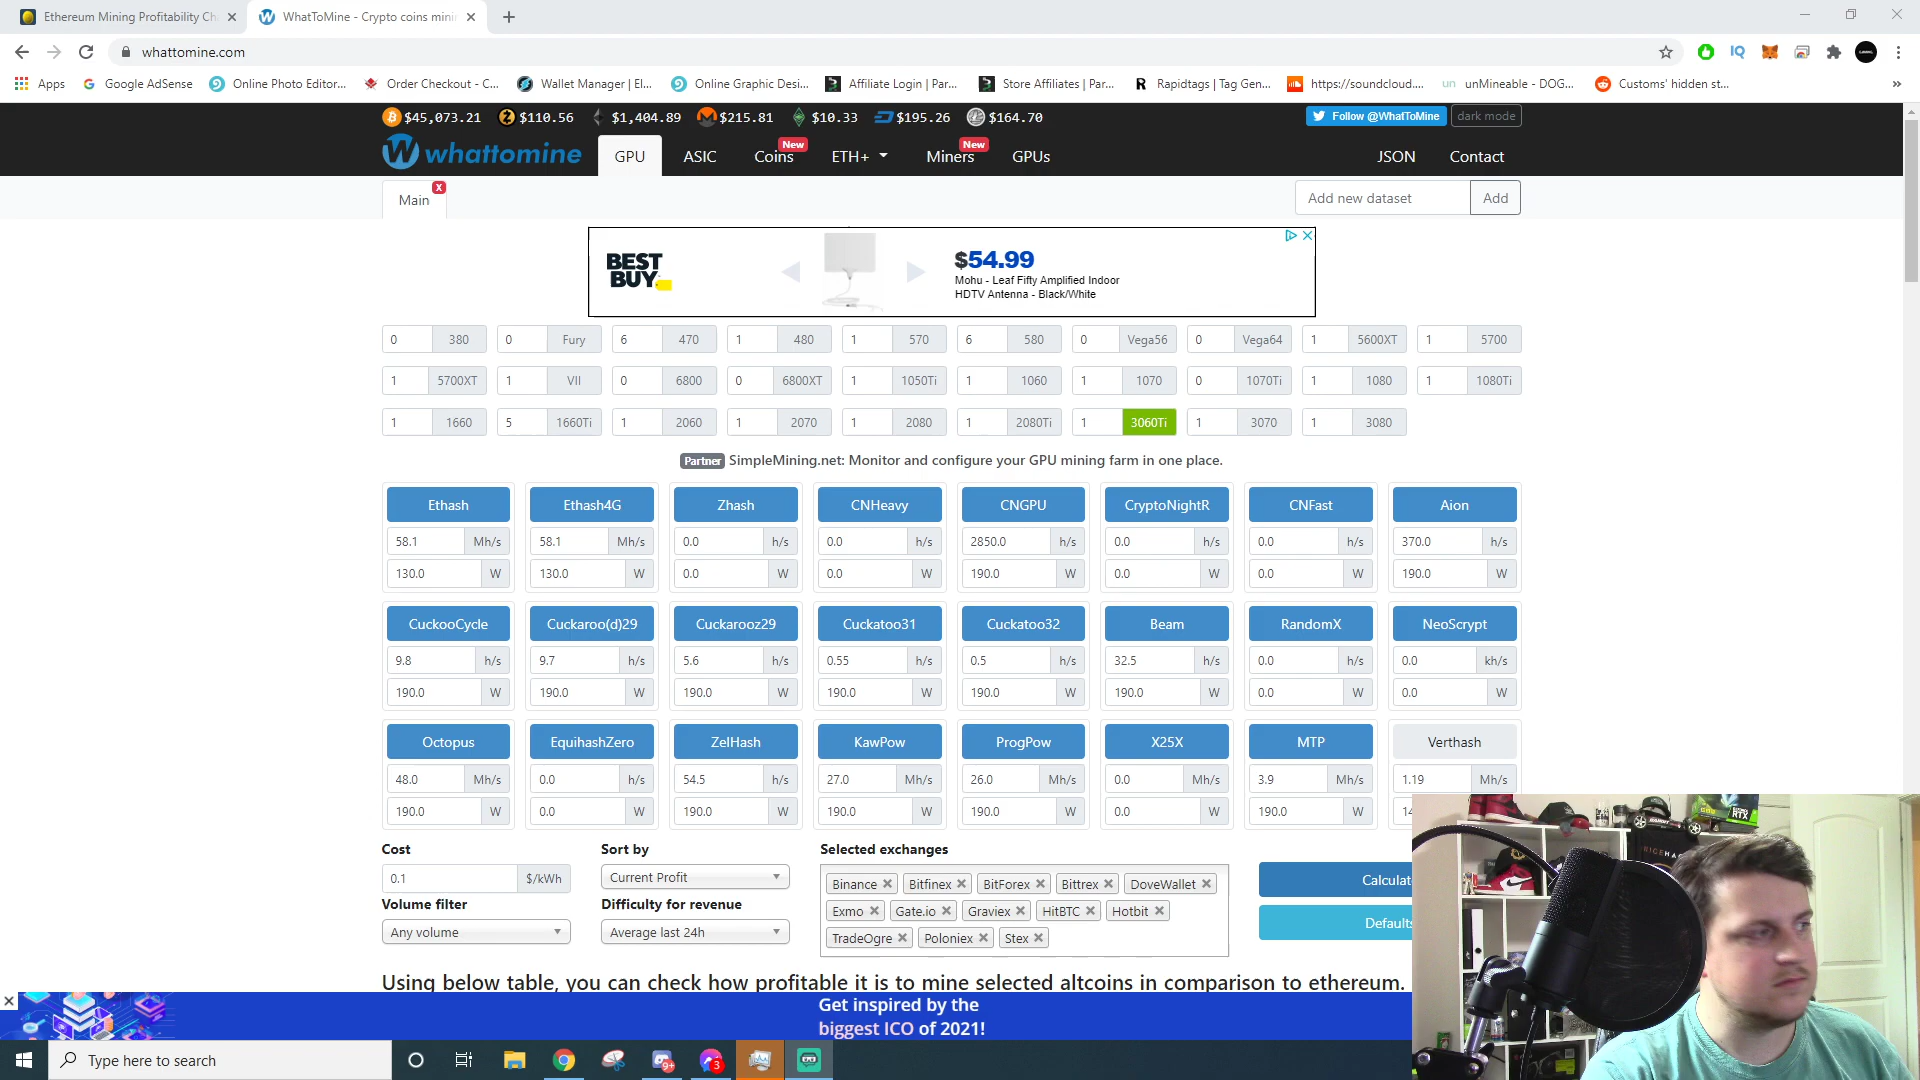 Ethereum Mining Profitability Ch
WhatToMine - Crypto coins mini
whattomine.com
Apps
Google AdSense
Online Photo Editor...
Order Checkout - C...
Wallet Manager | El...
Online Graphic Desi...
Affiliate Login | Par...
Store Affiliates | Par...
Rapidtags | Tag Gen...
https://soundcloud....
unMineable - DOG...
Customs' hidden st...
$45,073.21 $110.56 $1,404.89 $215.81 $10.33 $195.26 $164.70
Follow @WhatToMine
dark mode
whattomine
GPU ASIC Coins New ETH+ Miners New GPUs JSON Contact
Main x
Add new dataset Add
BEST BUY
$54.99
Mohu - Leaf Fifty Amplified Indoor
HDTV Antenna - Black/White
0 380 0 Fury 6 470 1 480 1 570 6 580 0 Vega56 0 Vega64 1 5600XT 1 5700
1 5700XT 1 VII 0 6800 0 6800XT 1 1050Ti 1 1060 1 1070 0 1070Ti 1 1080 1 1080Ti
1 1660 5 1660Ti 1 2060 1 2070 1 2080 1 2080Ti 1 3060Ti 1 3070 1 3080
Partner SimpleMining.net: Monitor and configure your GPU mining farm in one place.
Ethash Ethash4G Zhash CNHeavy CNGPU CryptoNightR CNFast Aion
58.1 Mh/s 58.1 Mh/s 0.0 h/s 0.0 h/s 2850.0 h/s 0.0 h/s 0.0 h/s 370.0 h/s
130.0 W 130.0 W 0.0 W 0.0 W 190.0 W 0.0 W 0.0 W 190.0 W
CuckooCycle Cuckaroo(d)29 Cuckarooz29 Cuckatoo31 Cuckatoo32 Beam RandomX NeoScrypt
9.8 h/s 9.7 h/s 5.6 h/s 0.55 h/s 0.5 h/s 32.5 h/s 0.0 h/s 0.0 kh/s
190.0 W 190.0 W 190.0 W 190.0 W 190.0 W 190.0 W 0.0 W 0.0 W
Octopus EquihashZero ZelHash KawPow ProgPow X25X MTP Verthash
48.0 Mh/s 0.0 h/s 54.5 h/s 27.0 Mh/s 26.0 Mh/s 0.0 Mh/s 3.9 Mh/s 1.19 Mh/s
190.0 W 0.0 W 190.0 W 190.0 W 190.0 W 0.0 W 190.0 W 14
Cost Sort by Selected exchanges
0.1 $/kWh Current Profit
Volume filter Difficulty for revenue
Any volume Average last 24h
Binance Bitfinex BitForex Bittrex DoveWallet
Exmo Gate.io Graviex HitBTC Hotbit
TradeOgre Poloniex Stex
Calculat
Defaults
Using below table, you can check how profitable it is to mine selected altcoins in comparison to ethereum.
Get inspired by the
biggest ICO of 2021!
Type here to search
9+
3
RTX